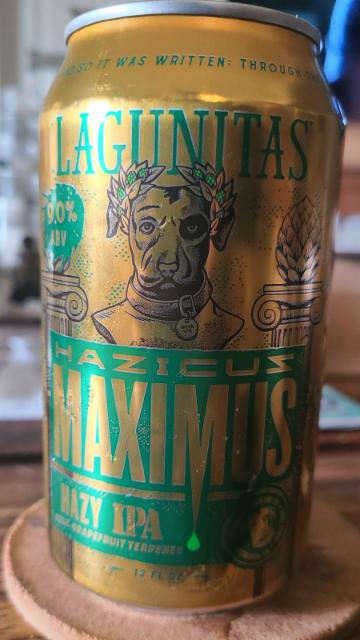 SO IT WAS WRITTEN: THROUGH
LAGUNITAS
9.0%
ABV
HAZICUS
MAXIMUS
HAZY IPA
GRAPEFRUIT TERPENES
12 FL OZ